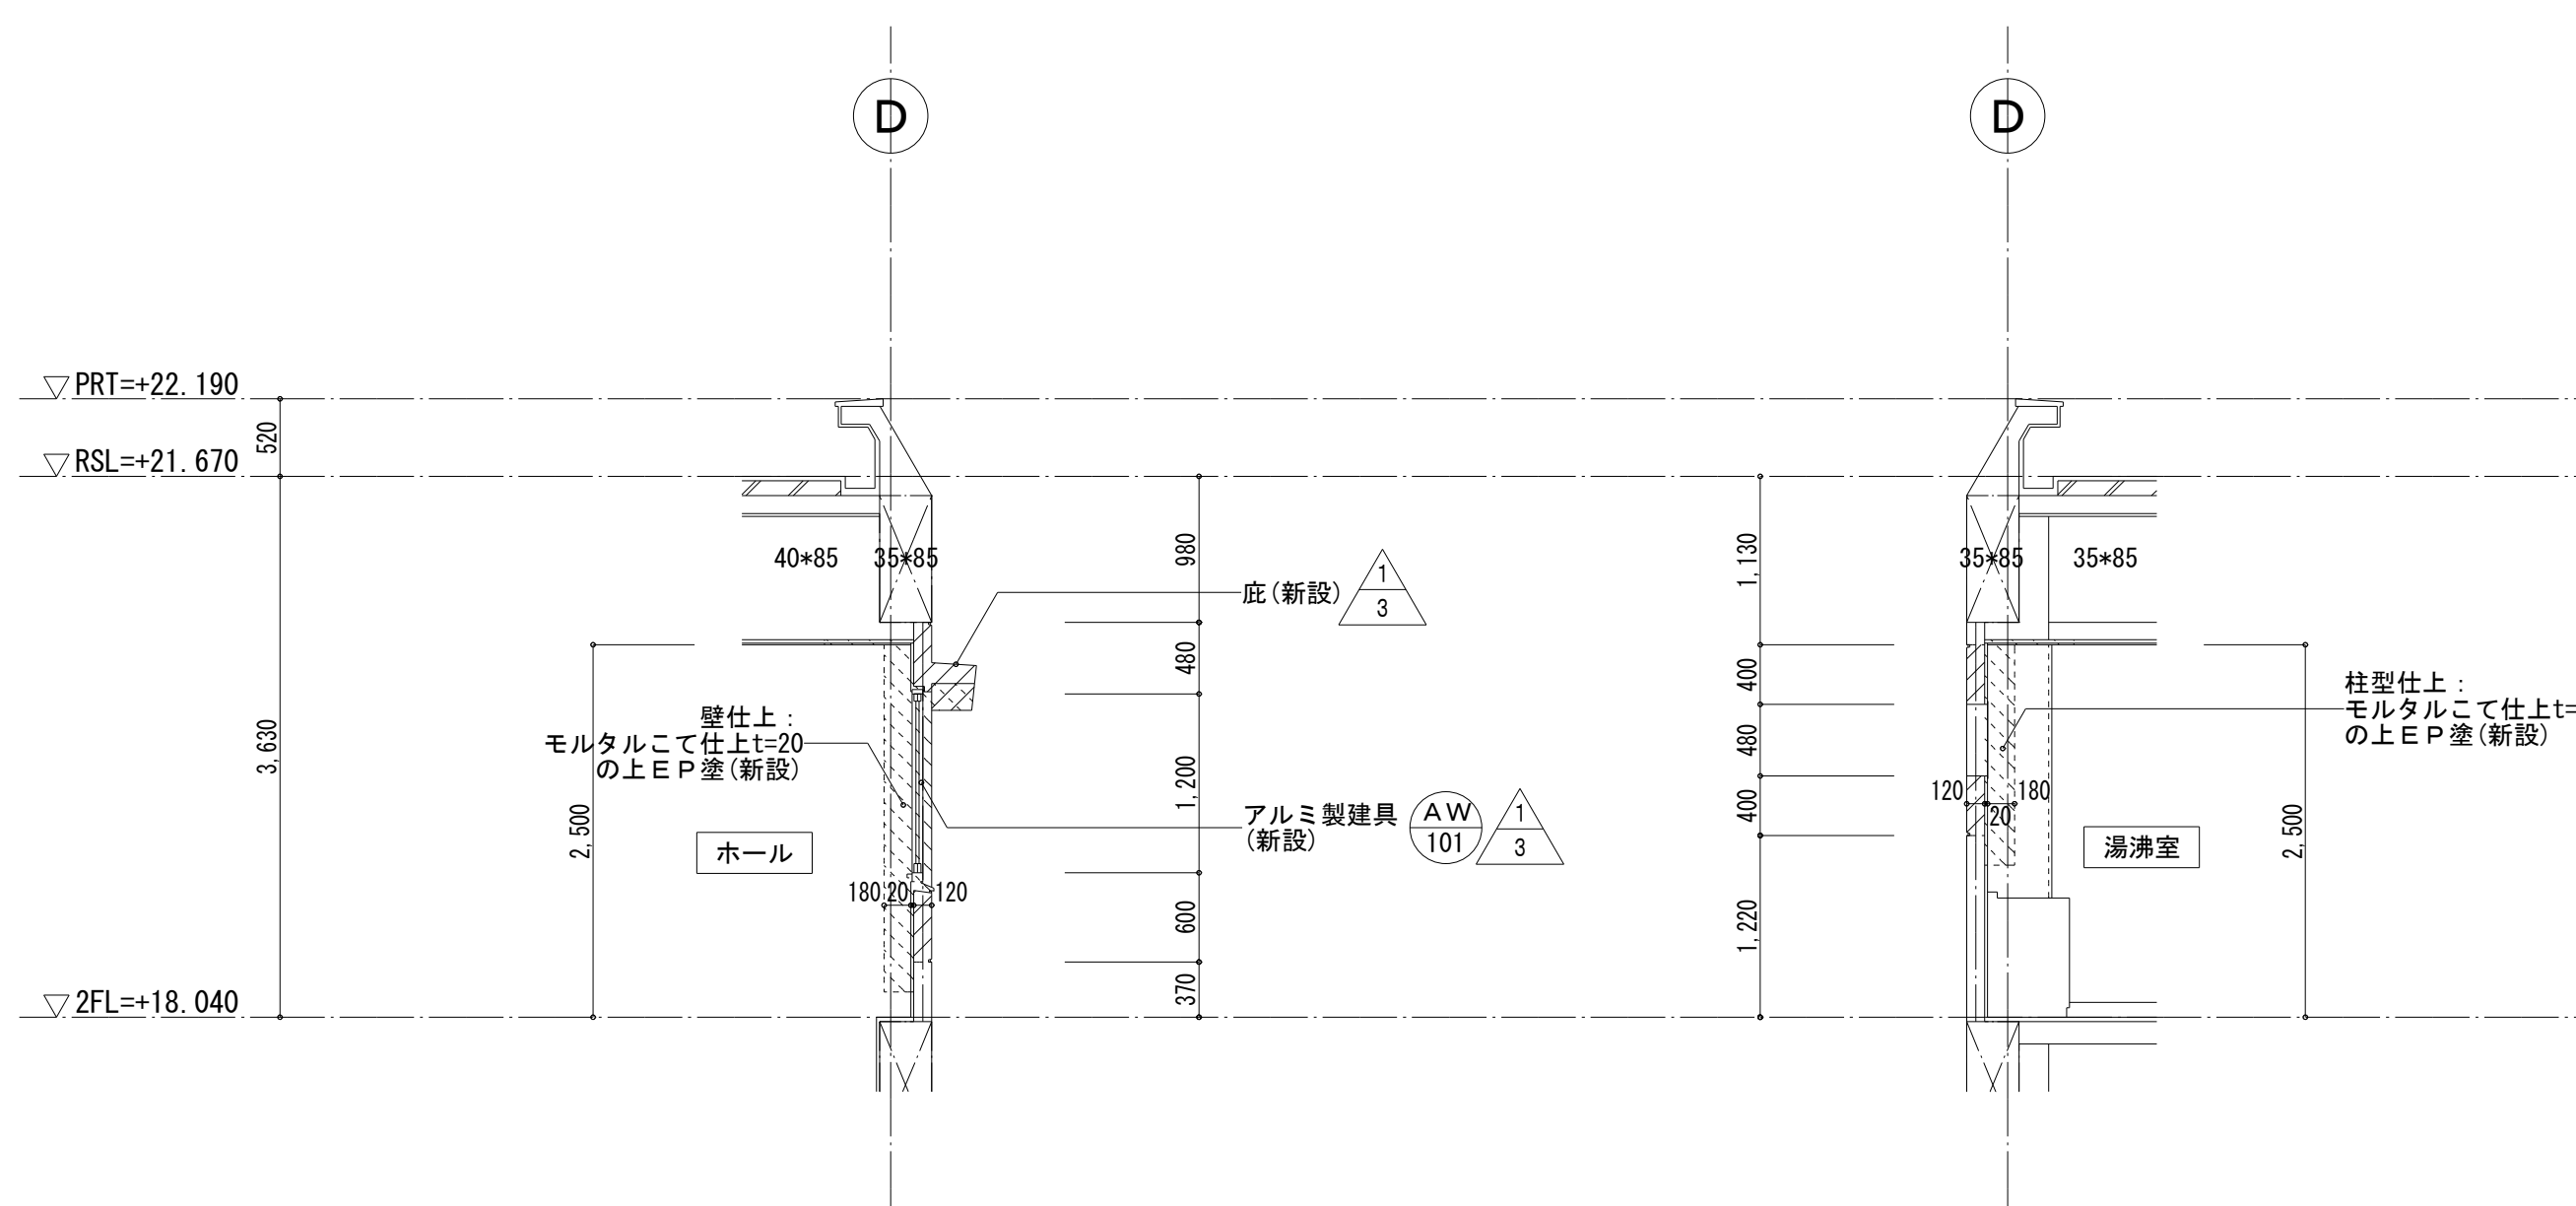 D
D
PRT=+22.190
520
RSL=+21.670
3,630
2FL=+18.040
40*85
35*85
980
480
1,200
600
370
庇(新設)
1
3
2,500
壁仕上：
モルタルこて仕上t=20
の上ＥＰ塗(新設)
ホール
180
20
120
アルミ製建具
(新設)
ＡＷ
101
1
3
1,130
400
480
400
1,220
35*85
35*85
120
20
180
湯沸室
2,500
柱型仕上：
モルタルこて仕上t=
の上ＥＰ塗(新設)